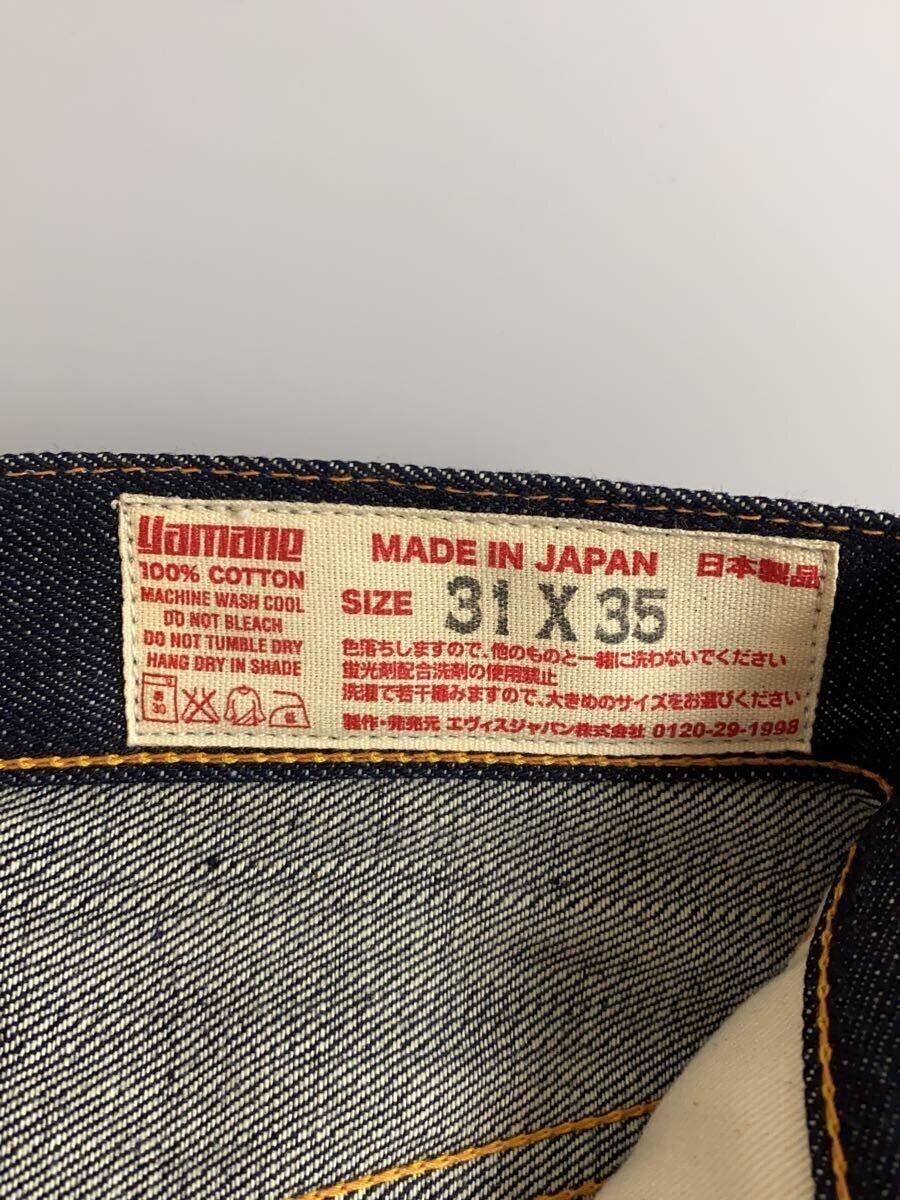 yamane
100% COTTON
MACHINE WASH COOL
DO NOT BLEACH
DO NOT TUMBLE DRY
HANG DRY IN SHADE
弱
30
低
MADE IN JAPAN 日本製品
SIZE 31 X 35
色落ちしますので、他のものと一緒に洗わないでください
蛍光剤配合洗剤の使用禁止
洗濯で若干縮みますので、大きめのサイズをお選びください
製作・発売元 エヴィスジャパン株式会社 0120-29-1998